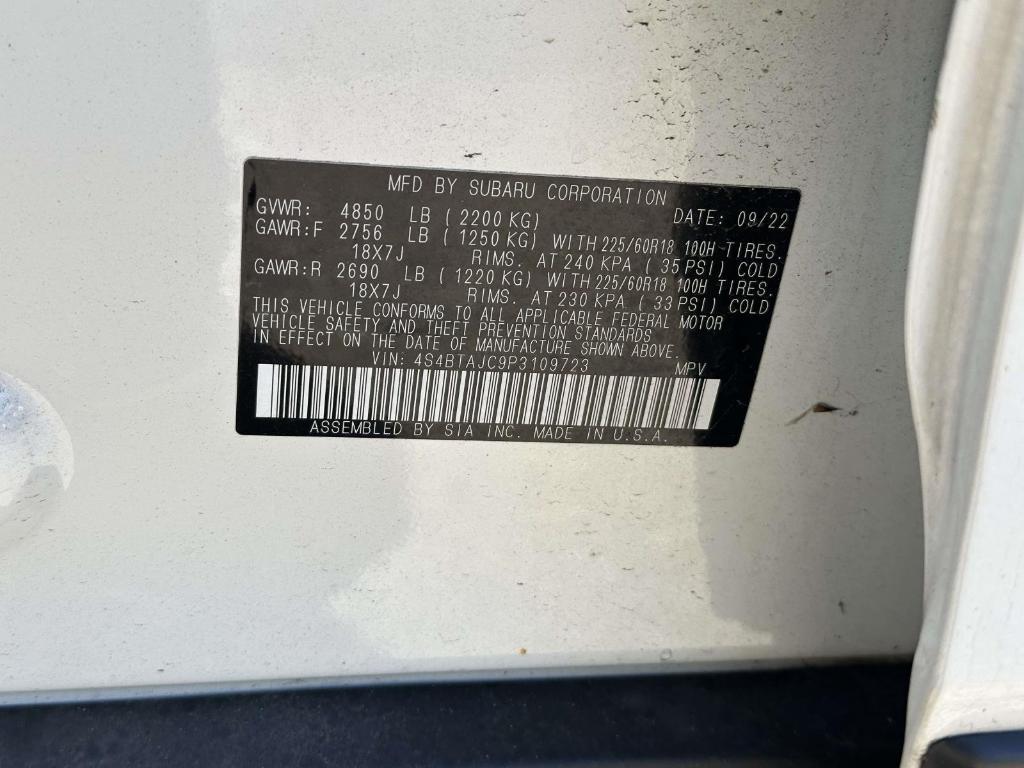 MFD BY SUBARU CORPORATION
GVWR: 4850 LB (2200 KG) DATE: 09/22
GAWR:F 2756 LB (1250 KG) WITH 225/60R18 100H TIRES.
18X7J RIMS. AT 240 KPA (35PSI) COLD
GAWR:R 2690 LB (1220 KG) WITH 225/60R18 100H TIRES.
18X7J RIMS. AT 230 KPA (33PSI) COLD
THIS VEHICLE CONFORMS TO ALL APPLICABLE FEDERAL MOTOR
VEHICLE SAFETY AND THEFT PREVENTION STANDARDS
IN EFFECT ON THE DATE OF MANUFACTURE SHOWN ABOVE.
VIN: 4S4BTAJC9P3109723 MPV
ASSEMBLED BY SIA INC. MADE IN U.S.A.